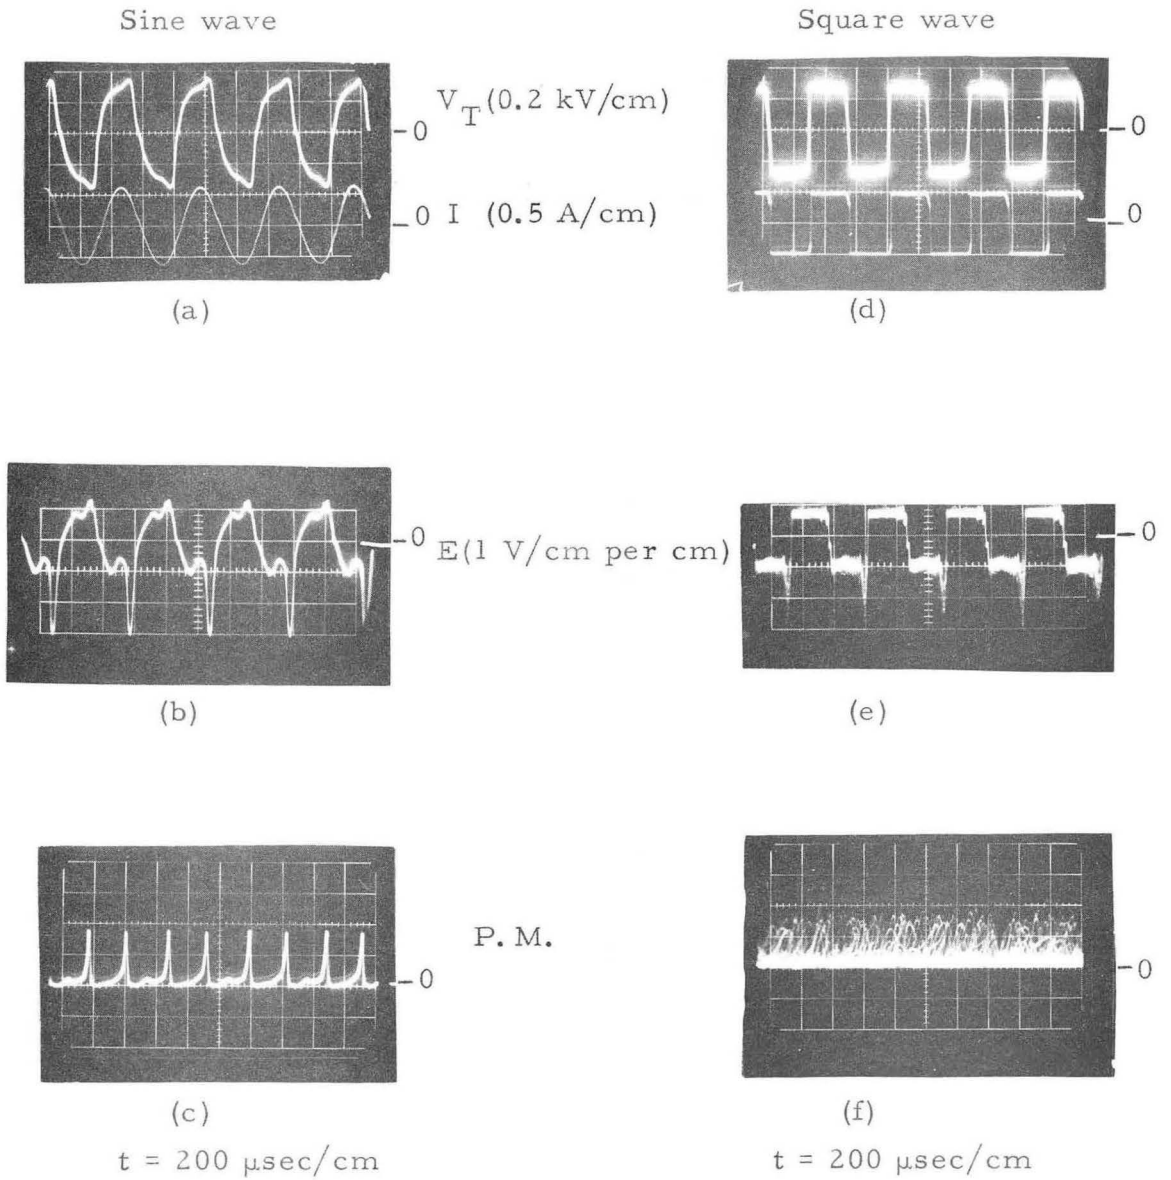 Sine wave
Square wave
V_T (0.2 kV/cm)
0
0
I (0.5 A/cm)
0
0
(a)
(d)
0
E(1 V/cm per cm)
0
(b)
(e)
P. M.
0
0
(c)
(f)
t = 200 μsec/cm
t = 200 μsec/cm